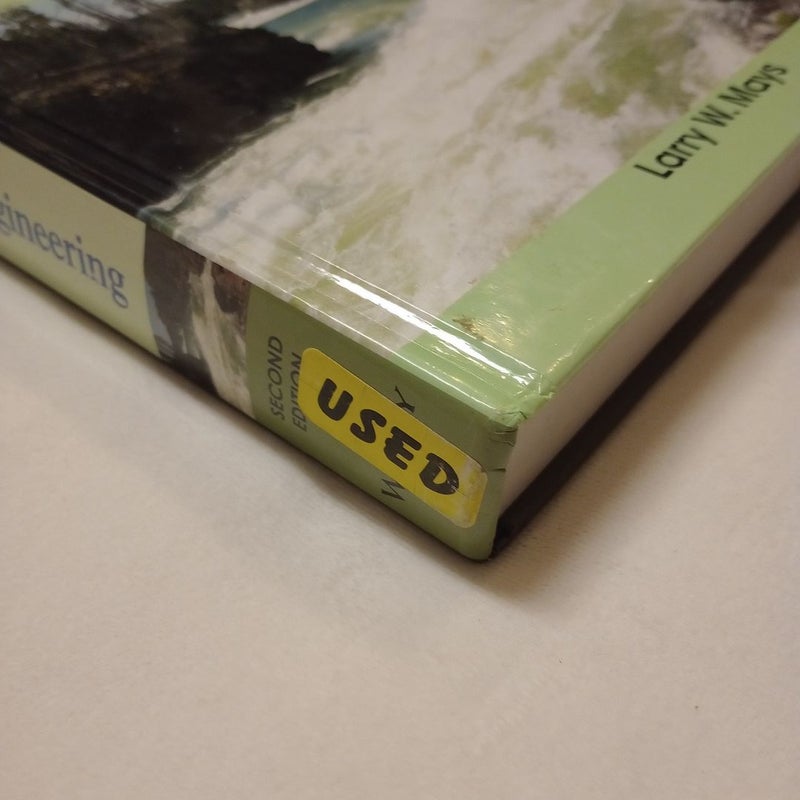 Larry W. Mays
gineering
SECOND
EDITION
USED